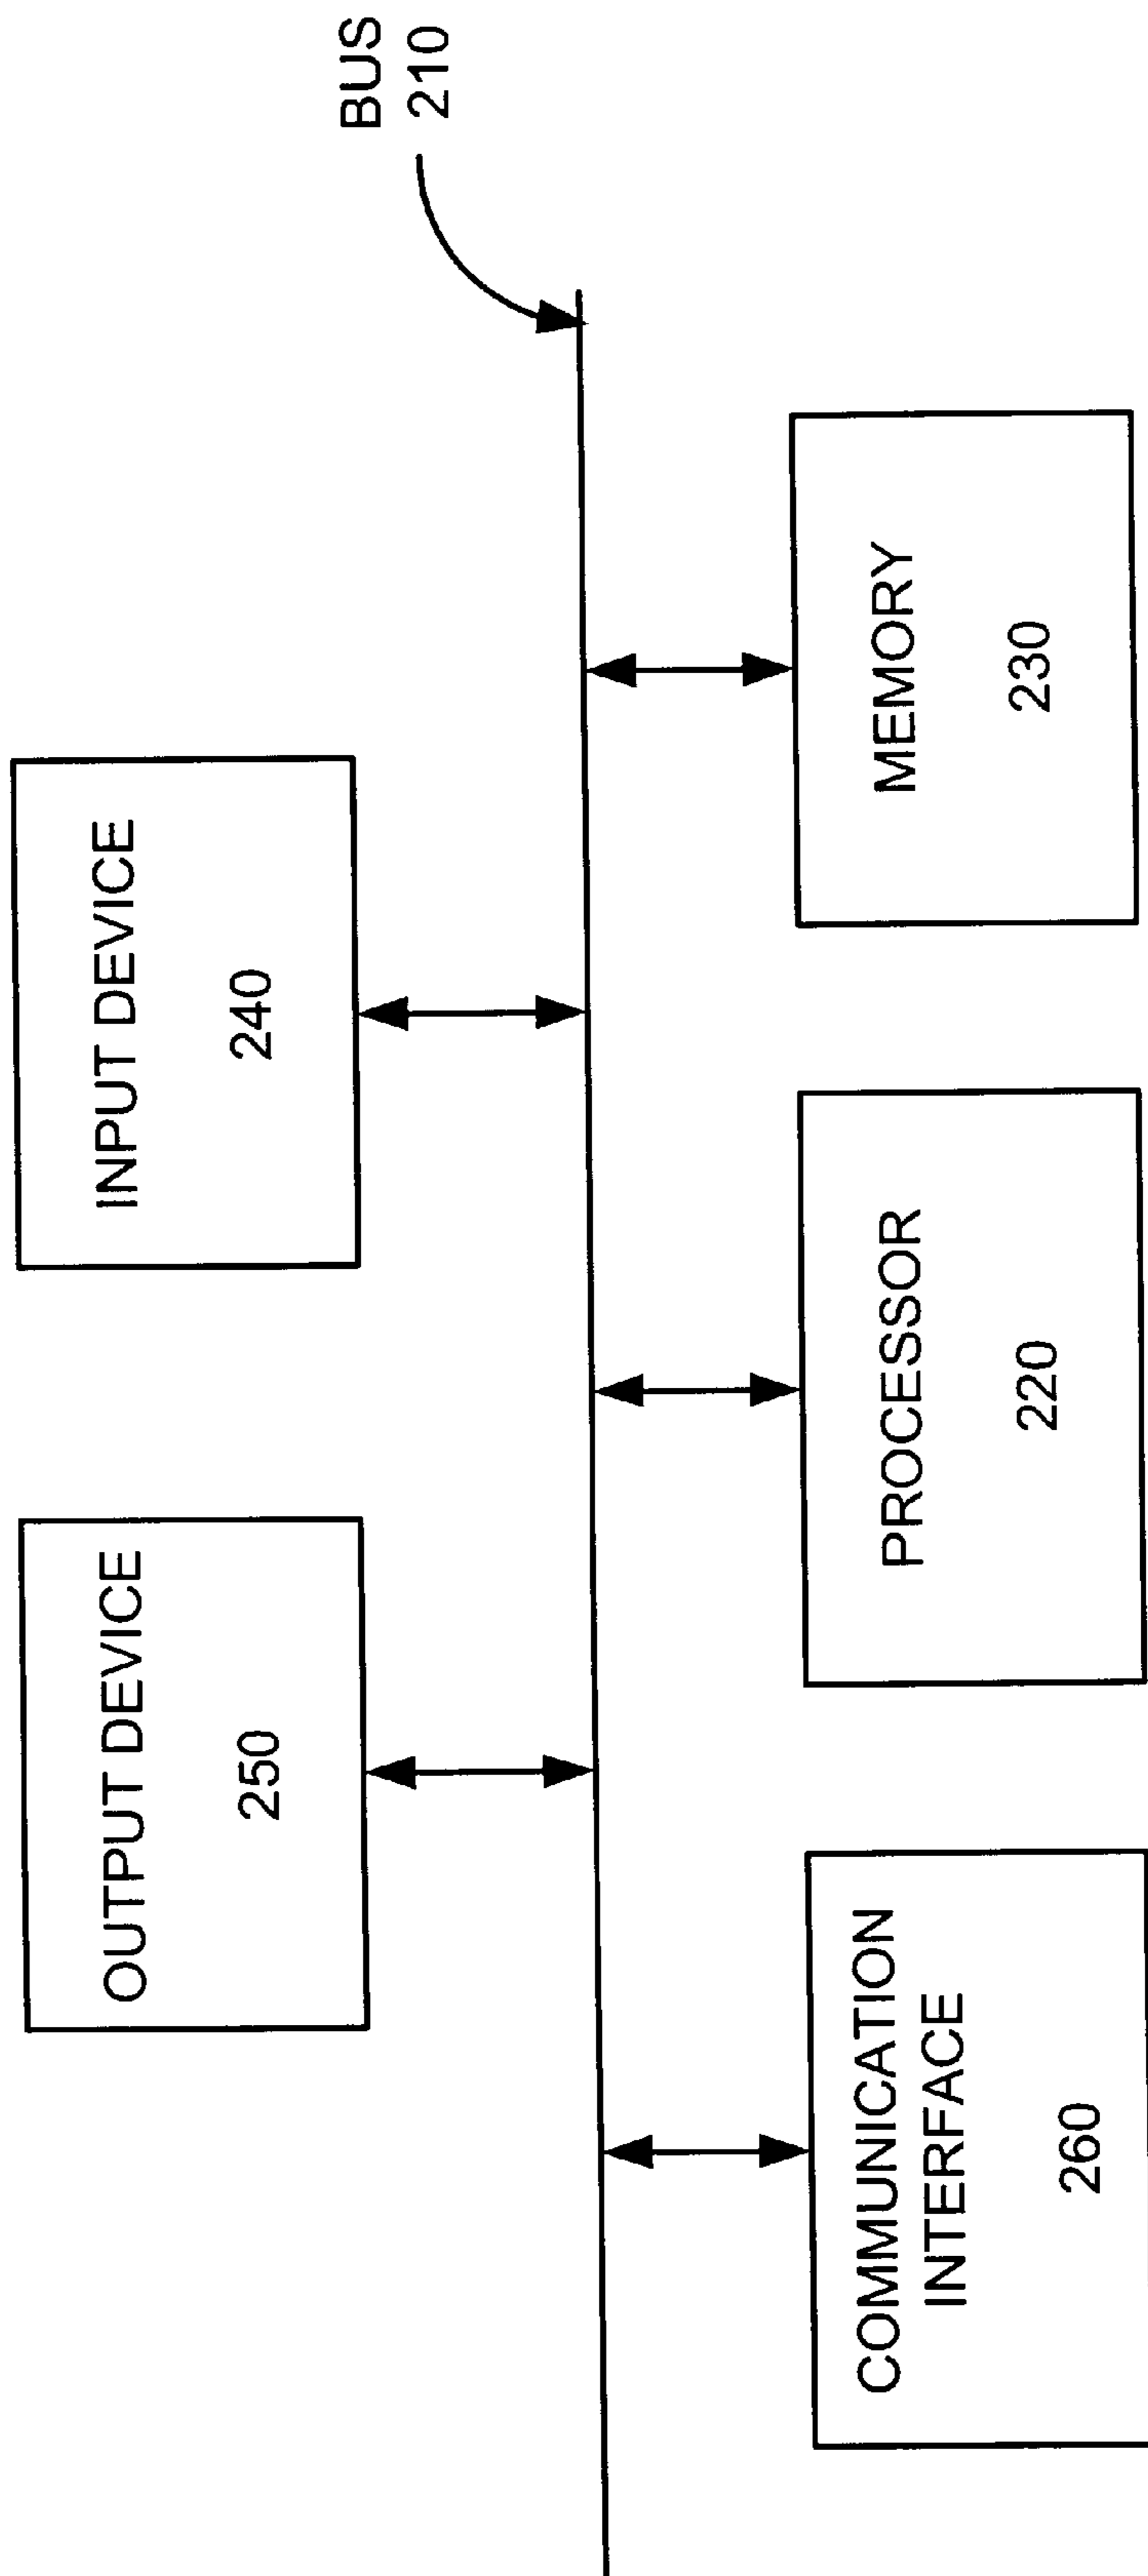 BUS
210
OUTPUT DEVICE
250
INPUT DEVICE
240
COMMUNICATION
INTERFACE
260
PROCESSOR
220
MEMORY
230